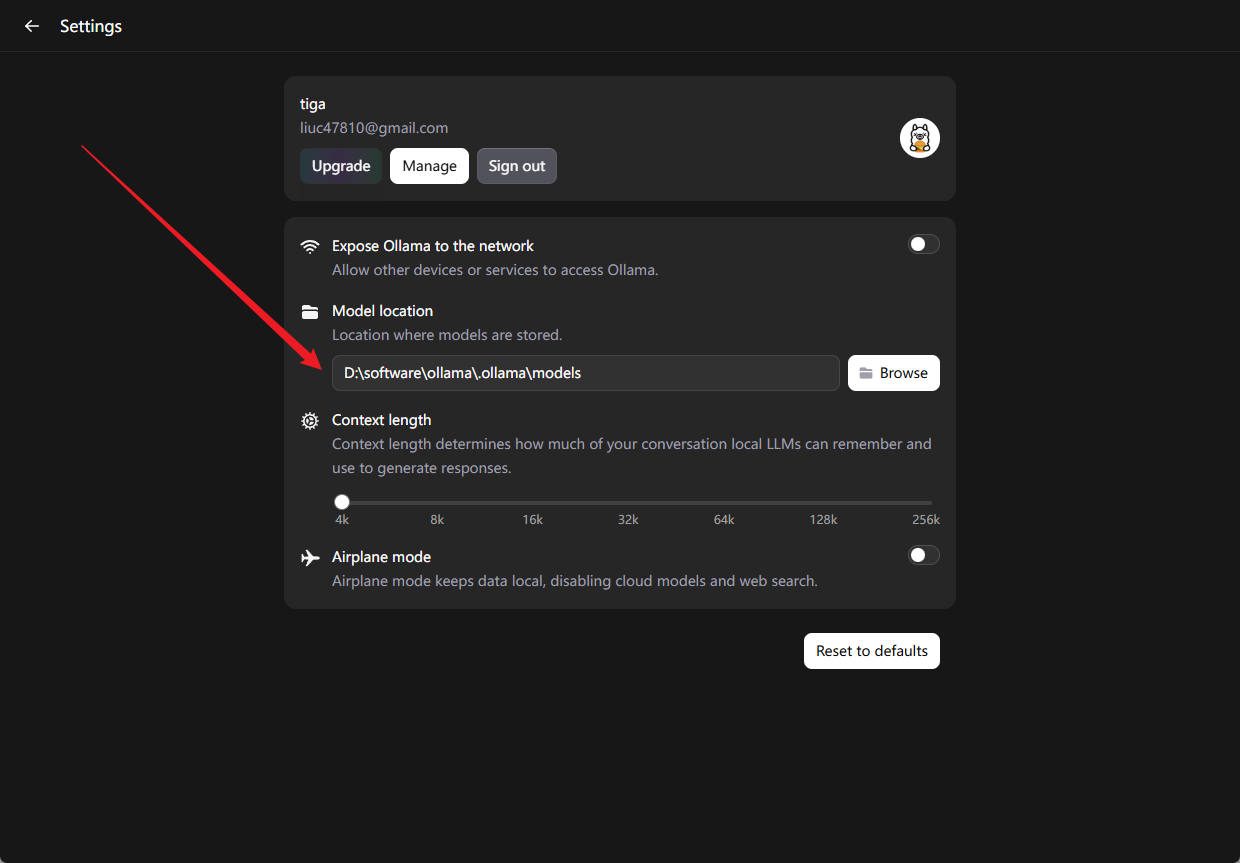 Settings
tiga
liuc47810@gmail.com
Upgrade Manage Sign out
Expose Ollama to the network
Allow other devices or services to access Ollama.
Model location
Location where models are stored.
D:\software\ollama\.ollama\models Browse
Context length
Context length determines how much of your conversation local LLMs can remember and
use to generate responses.
4k 8k 16k 32k 64k 128k 256k
Airplane mode
Airplane mode keeps data local, disabling cloud models and web search.
Reset to defaults